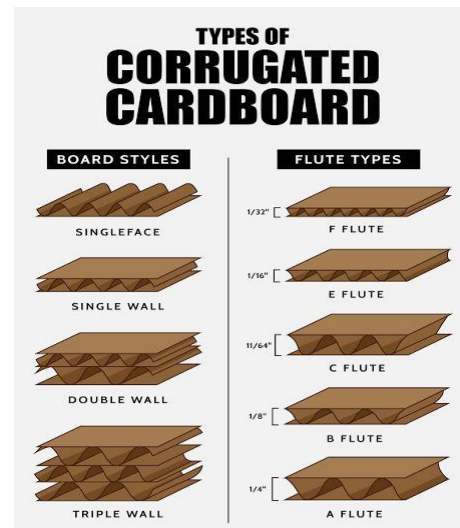 TYPES OF
CORRUGATED
CARDBOARD
BOARD STYLES
SINGLEFACE
SINGLE WALL
DOUBLE WALL
TRIPLE WALL
FLUTE TYPES
1/32"
F FLUTE
1/16"
E FLUTE
11/64"
C FLUTE
1/8"
B FLUTE
1/4"
A FLUTE